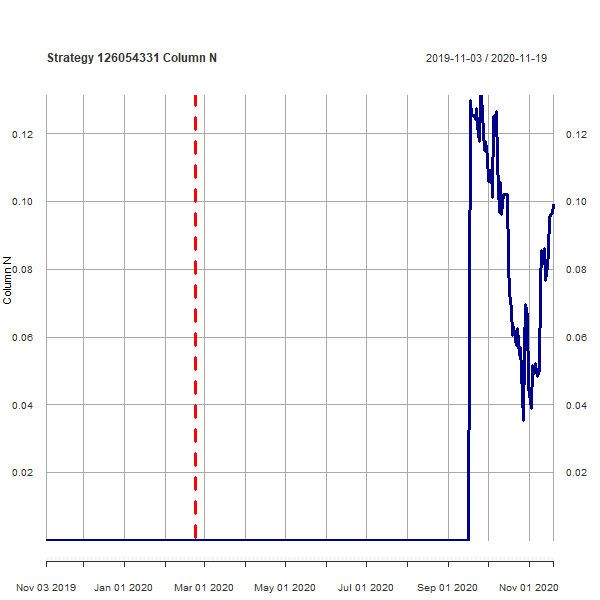 Strategy 126054331 Column N
2019-11-03 / 2020-11-19
Column N
0.12
0.10
0.08
0.06
0.04
0.02
0.12
0.10
0.08
0.06
0.04
0.02
Nov 03 2019
Jan 01 2020
Mar 01 2020
May 01 2020
Jul 01 2020
Sep 01 2020
Nov 01 2020